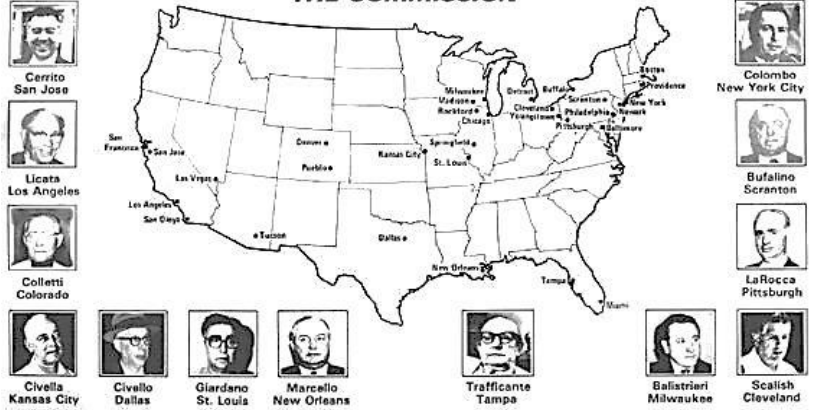 THE COMMISSION
Cerrito
San Jose
Colombo
New York City
Licata
Los Angeles
Bufalino
Scranton
Colletti
Colorado
LaRocca
Pittsburgh
Boston
Providence
Milwaukee
Detroit
Buffalo
Madison
Rockford
Chicago
Cleveland
Youngstown
Scranton
New York
Philadelphia
Newark
Pittsburgh
Baltimore
San
Francisco
San Jose
Denver
Pueblo
Kansas City
Springfield
St. Louis
Las Vegas
Los Angeles
San Diego
Tucson
Dallas
New Orleans
Tampa
Miami
Civella
Kansas City
Civello
Dallas
Giardano
St. Louis
Marcello
New Orleans
Trafficante
Tampa
Balistrieri
Milwaukee
Scalish
Cleveland